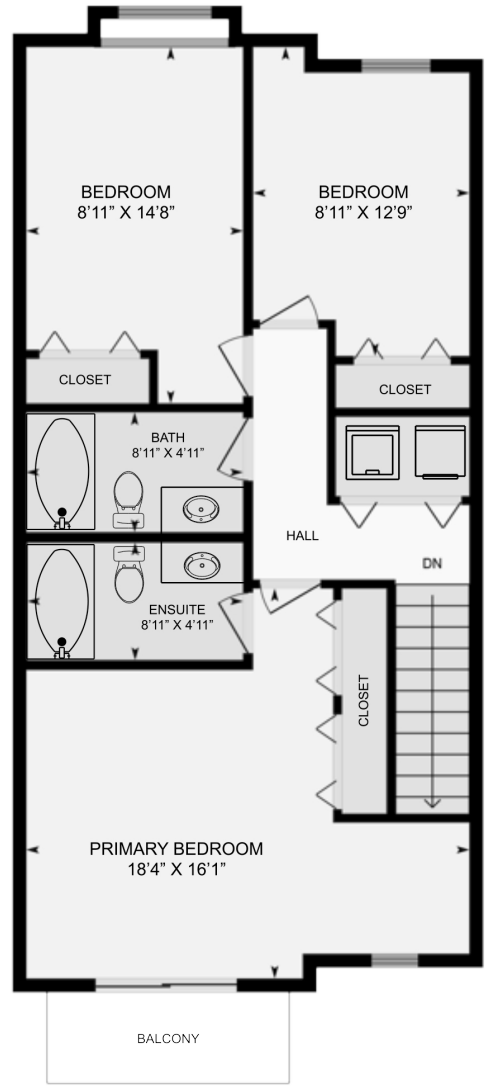 BEDROOM
8'11” X 14'8”
BEDROOM
8'11” X 12'9”
CLOSET
CLOSET
BATH
8'11” X 4'11”
HALL
DN
ENSUITE
8'11” X 4'11”
CLOSET
PRIMARY BEDROOM
18'4” X 16'1”
BALCONY